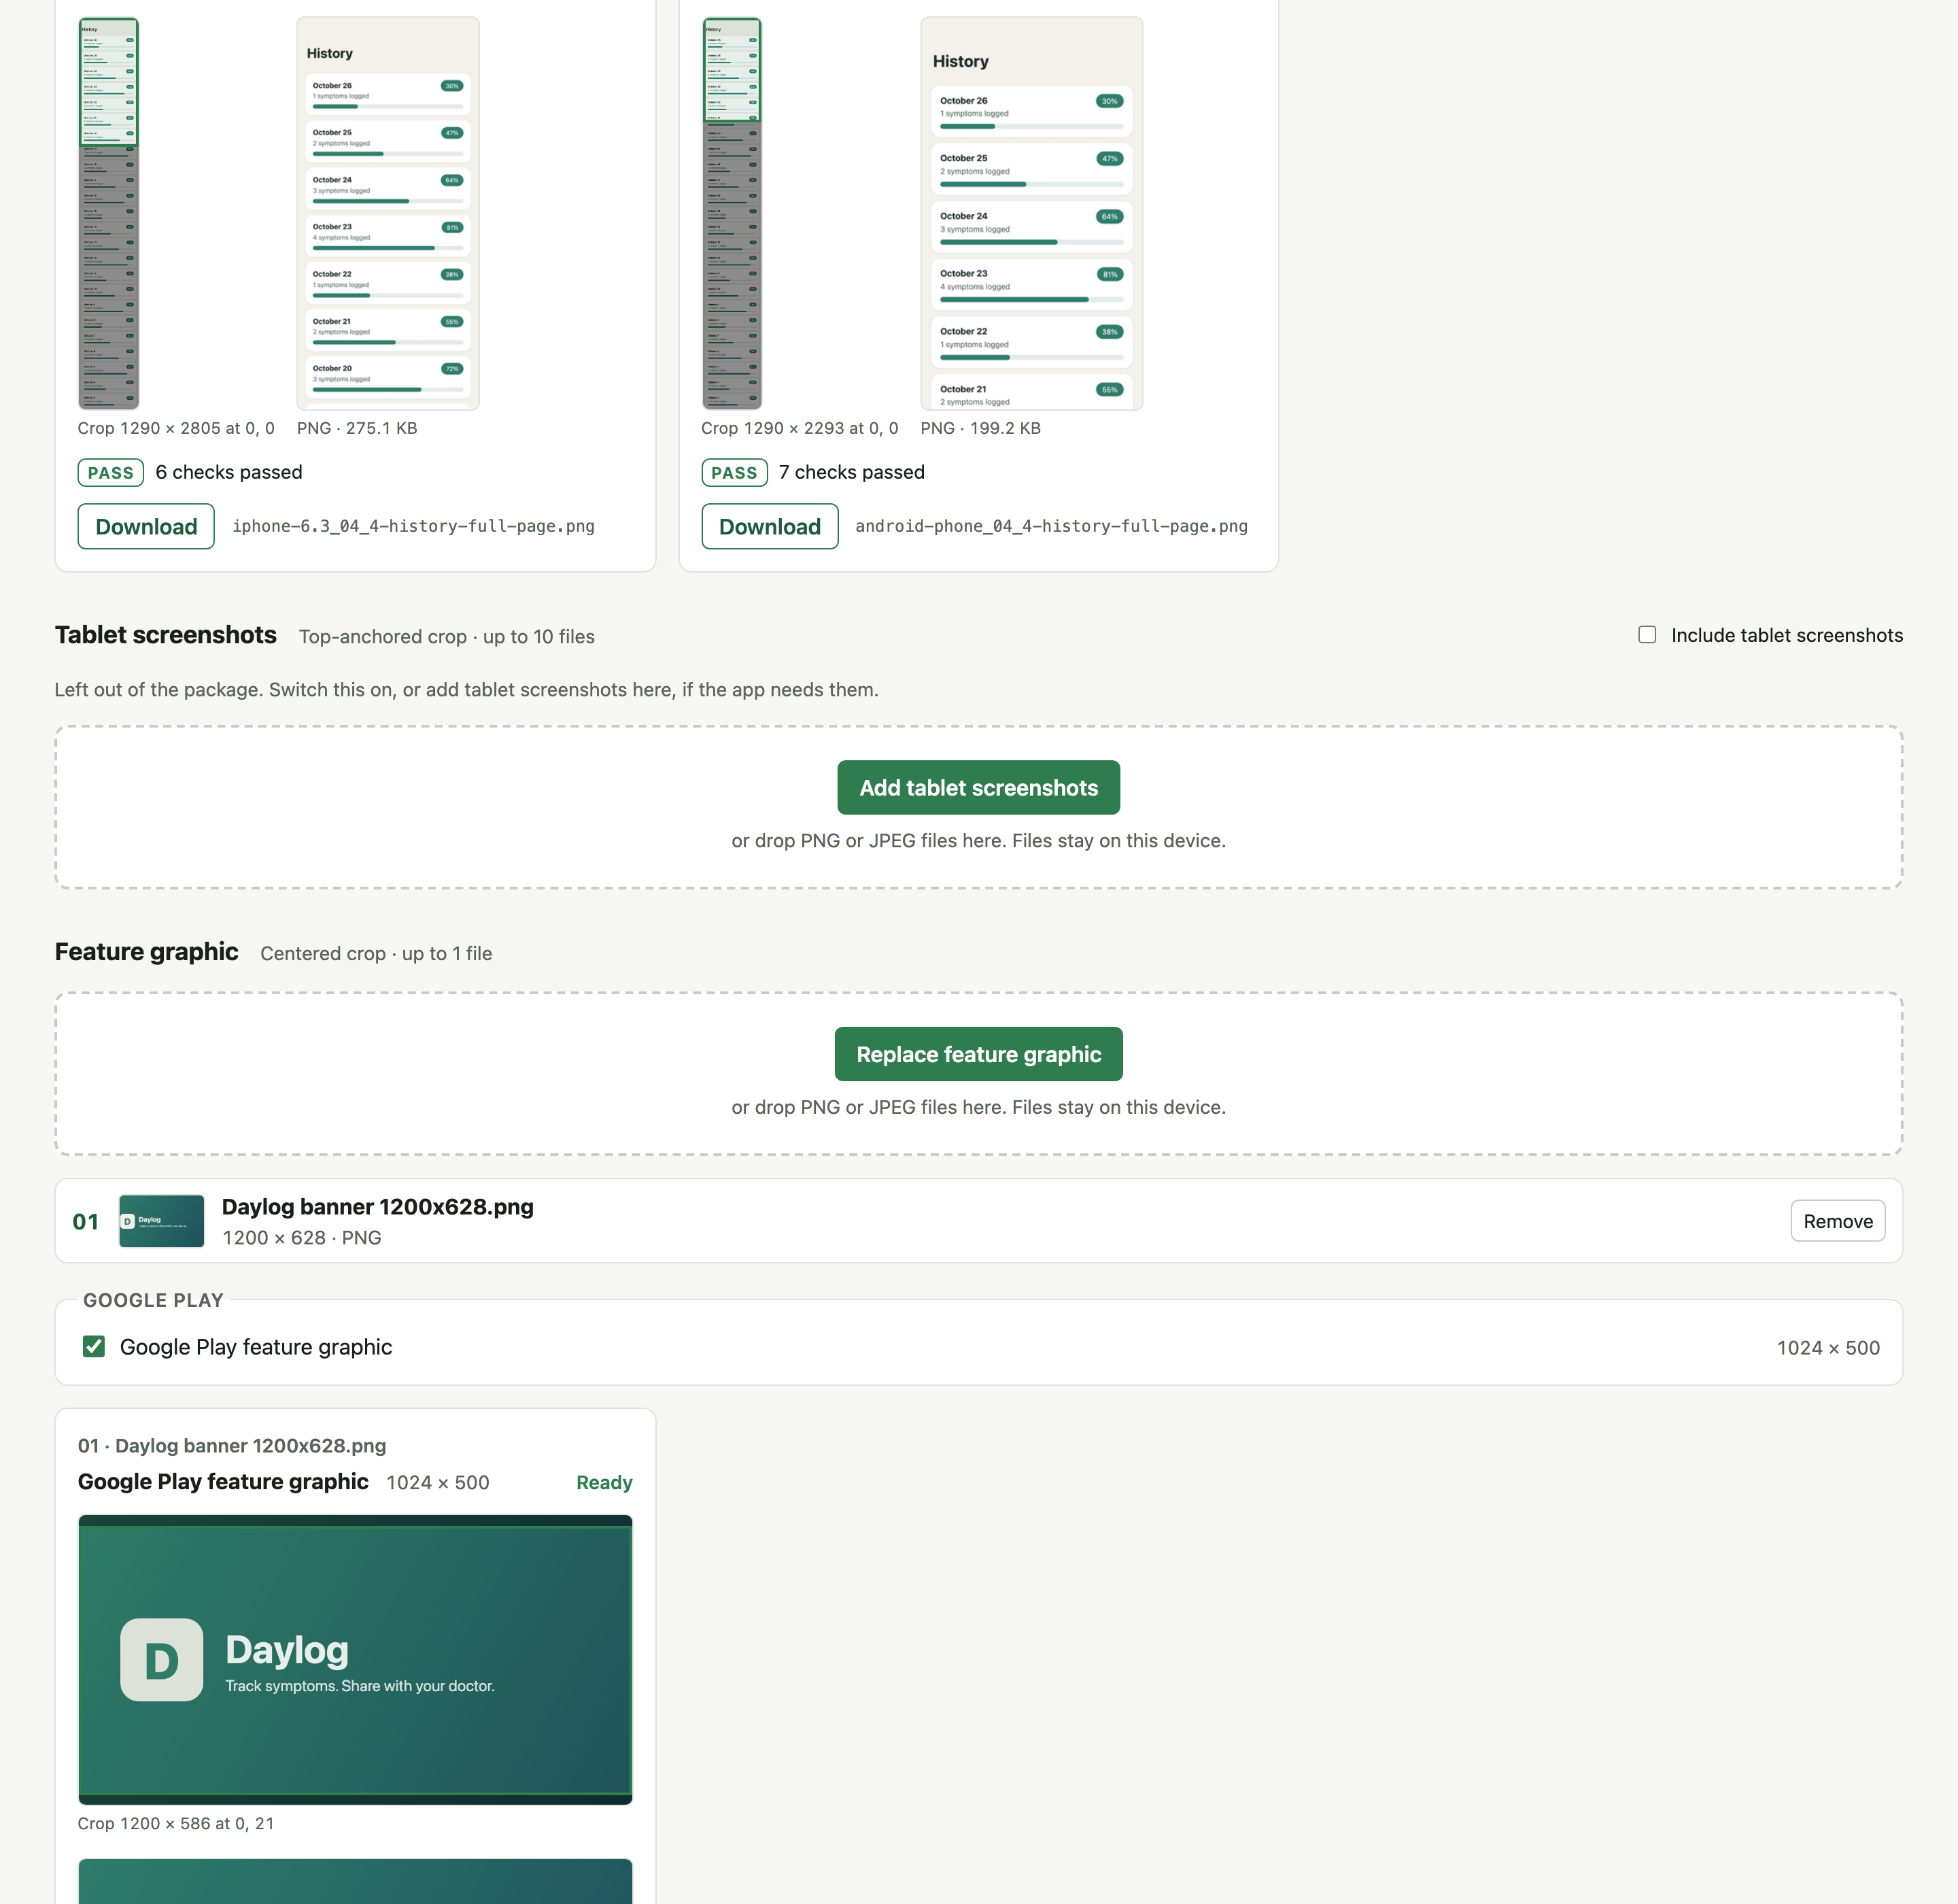 History
History
October 26
30%
1 symptoms logged
October 25
47%
2 symptoms logged
October 24
64%
3 symptoms logged
October 23
81%
4 symptoms logged
October 22
38%
1 symptoms logged
October 21
55%
2 symptoms logged
October 20
72%
3 symptoms logged
Crop 1290 × 2805 at 0, 0
PNG · 275.1 KB
PASS 6 checks passed
Download iphone-6.3_04_4-history-full-page.png
History
History
October 26
30%
1 symptoms logged
October 25
47%
2 symptoms logged
October 24
64%
3 symptoms logged
October 23
81%
4 symptoms logged
October 22
38%
1 symptoms logged
October 21
55%
2 symptoms logged
Crop 1290 × 2293 at 0, 0
PNG · 199.2 KB
PASS 7 checks passed
Download android-phone_04_4-history-full-page.png
Tablet screenshots Top-anchored crop · up to 10 files
Include tablet screenshots
Left out of the package. Switch this on, or add tablet screenshots here, if the app needs them.
Add tablet screenshots
or drop PNG or JPEG files here. Files stay on this device.
Feature graphic Centered crop · up to 1 file
Replace feature graphic
or drop PNG or JPEG files here. Files stay on this device.
01
D Daylog
Daylog banner 1200x628.png
1200 × 628 · PNG
Remove
GOOGLE PLAY
Google Play feature graphic 1024 × 500
01 · Daylog banner 1200x628.png
Google Play feature graphic 1024 × 500 Ready
D
Daylog
Track symptoms. Share with your doctor.
Crop 1200 × 586 at 0, 21